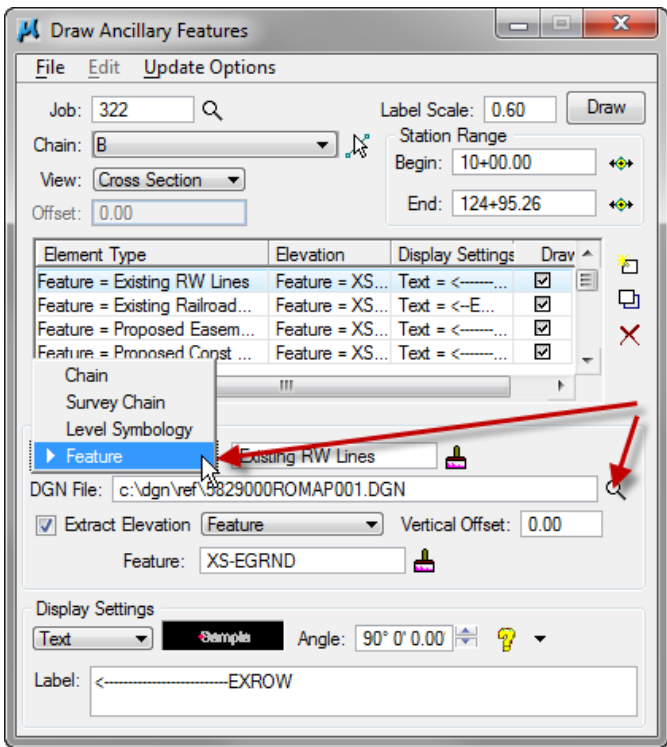 Draw Ancillary Features
File Edit Update Options
Job: 322 Label Scale: 0.60 Draw
Chain: B
Station Range
Begin: 10+00.00
View: Cross Section
End: 124+95.26
Offset: 0.00
Element Type Elevation Display Settings Draw
Feature = Existing RW Lines Feature = XS... Text = <-------...
Feature = Existing Railroad... Feature = XS... Text = <--E...
Feature = Proposed Easem... Feature = XS... Text = <-------...
Feature = Proposed Const ... Feature = XS... Text = <-------...
Chain
Survey Chain
Level Symbology
Feature
Existing RW Lines
DGN File: c:\dgn\ref\5829000ROMAP001.DGN
Extract Elevation Feature Vertical Offset: 0.00
Feature: XS-EGRND
Display Settings
Text Sample Angle: 90° 0' 0.00'
Label: <--------------------------EXROW